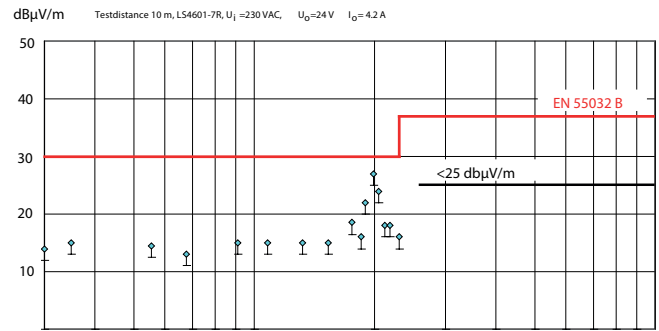 dBµV/m Testdistance 10 m, LS4601-7R, Ui =230 VAC, Uo=24 V Io= 4.2 A
50
EN 55032 B
40
30
<25 dbµV/m
20
10